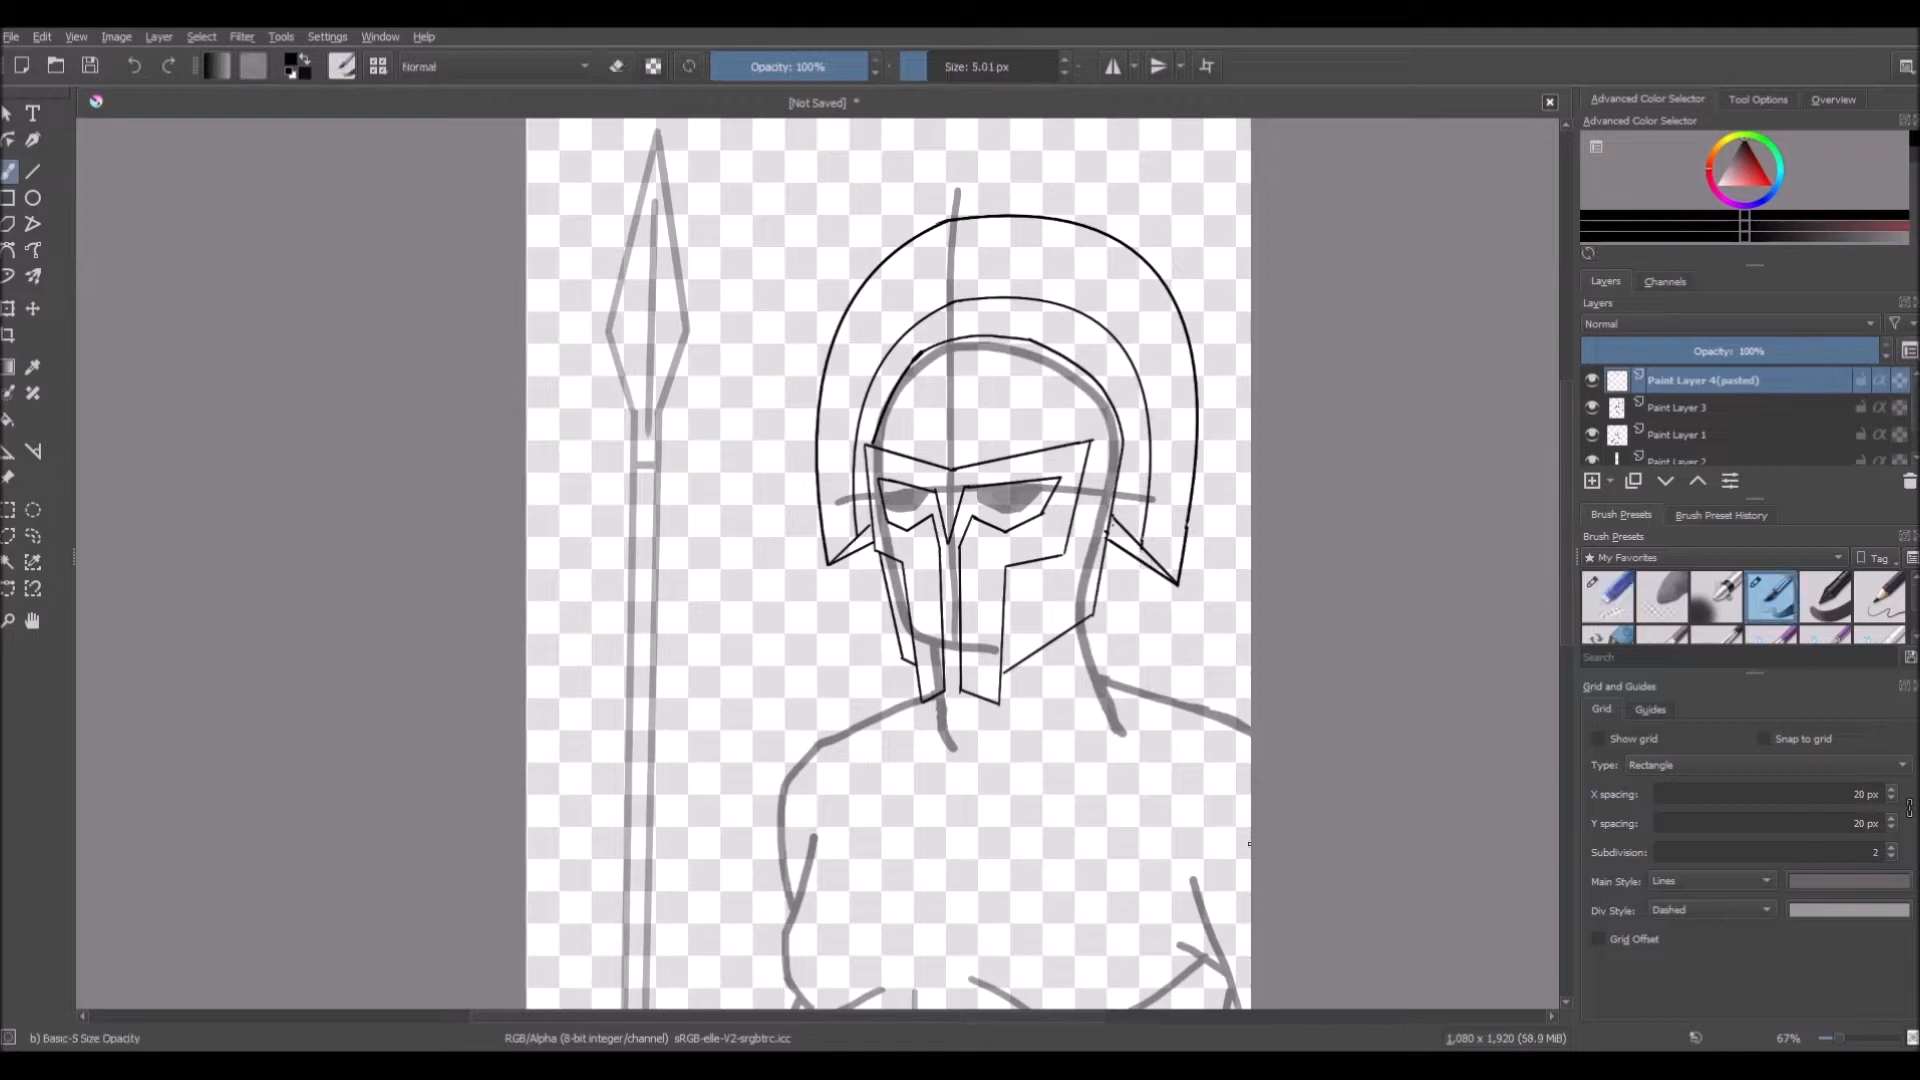 File Edit View Image Layer Select Filter Tools Settings Window Help
Normal
Opacity: 100%
Size: 5.01 px
[Not Saved] *
Advanced Color Selector Tool Options Overview
Advanced Color Selector
Layers Channels
Layers
Normal
Opacity: 100%
Paint Layer 4(pasted)
Paint Layer 3
Paint Layer 1
Paint Layer 2
Brush Presets Brush Preset History
Brush Presets
My Favorites Tag
Search
Grid and Guides
Grid Guides
Show grid Snap to grid
Type: Rectangle
X spacing: 20 px
Y spacing: 20 px
Subdivision: 2
Main Style: Lines
Div Style: Dashed
Grid Offset
b) Basic-5 Size Opacity
RGB/Alpha (8-bit integer/channel) sRGB-elle-V2-srgbtrc.icc
1,080 x 1,920 (58.9 MiB)
67%